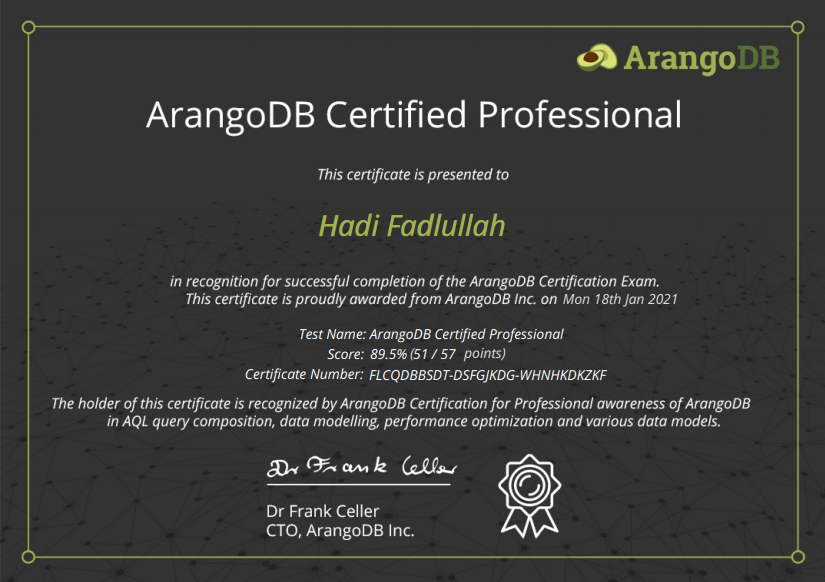 ArangoDB
ArangoDB Certified Professional
This certificate is presented to
Hadi Fadlullah
in recognition for successful completion of the ArangoDB Certification Exam.
This certificate is proudly awarded from ArangoDB Inc. on Mon 18th Jan 2021
Test Name: ArangoDB Certified Professional
Score: 89.5% (51 / 57 points)
Certificate Number: FLCQDBBSDT-DSFGJKDG-WHNHKDKZKF
The holder of this certificate is recognized by ArangoDB Certification for Professional awareness of ArangoDB
in AQL query composition, data modelling, performance optimization and various data models.
Dr Frank Celler
Dr Frank Celler
CTO, ArangoDB Inc.